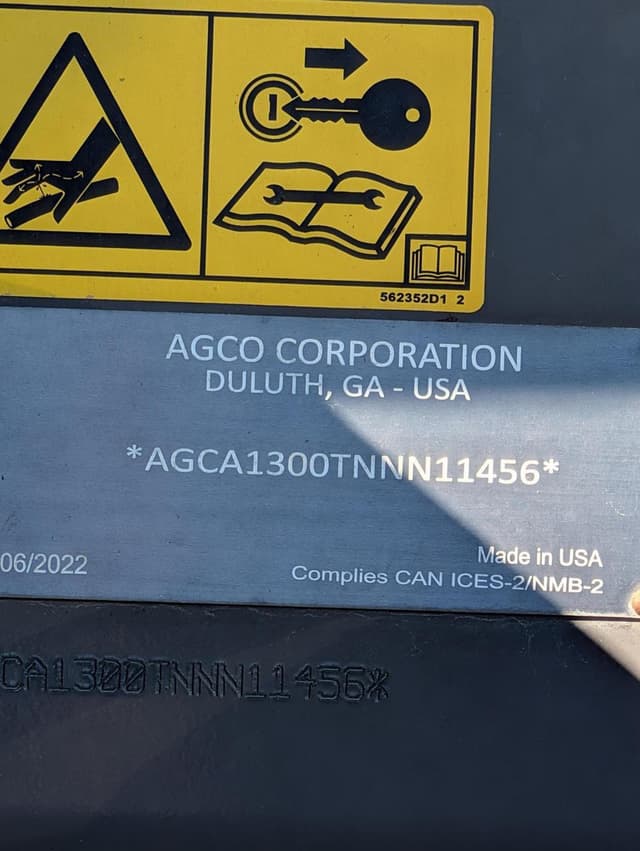 562352D1 2
AGCO CORPORATION
DULUTH, GA - USA
*AGCA1300TNNN11456*
06/2022
Made in USA
Complies CAN ICES-2/NMB-2
CA1300TNNN11456*